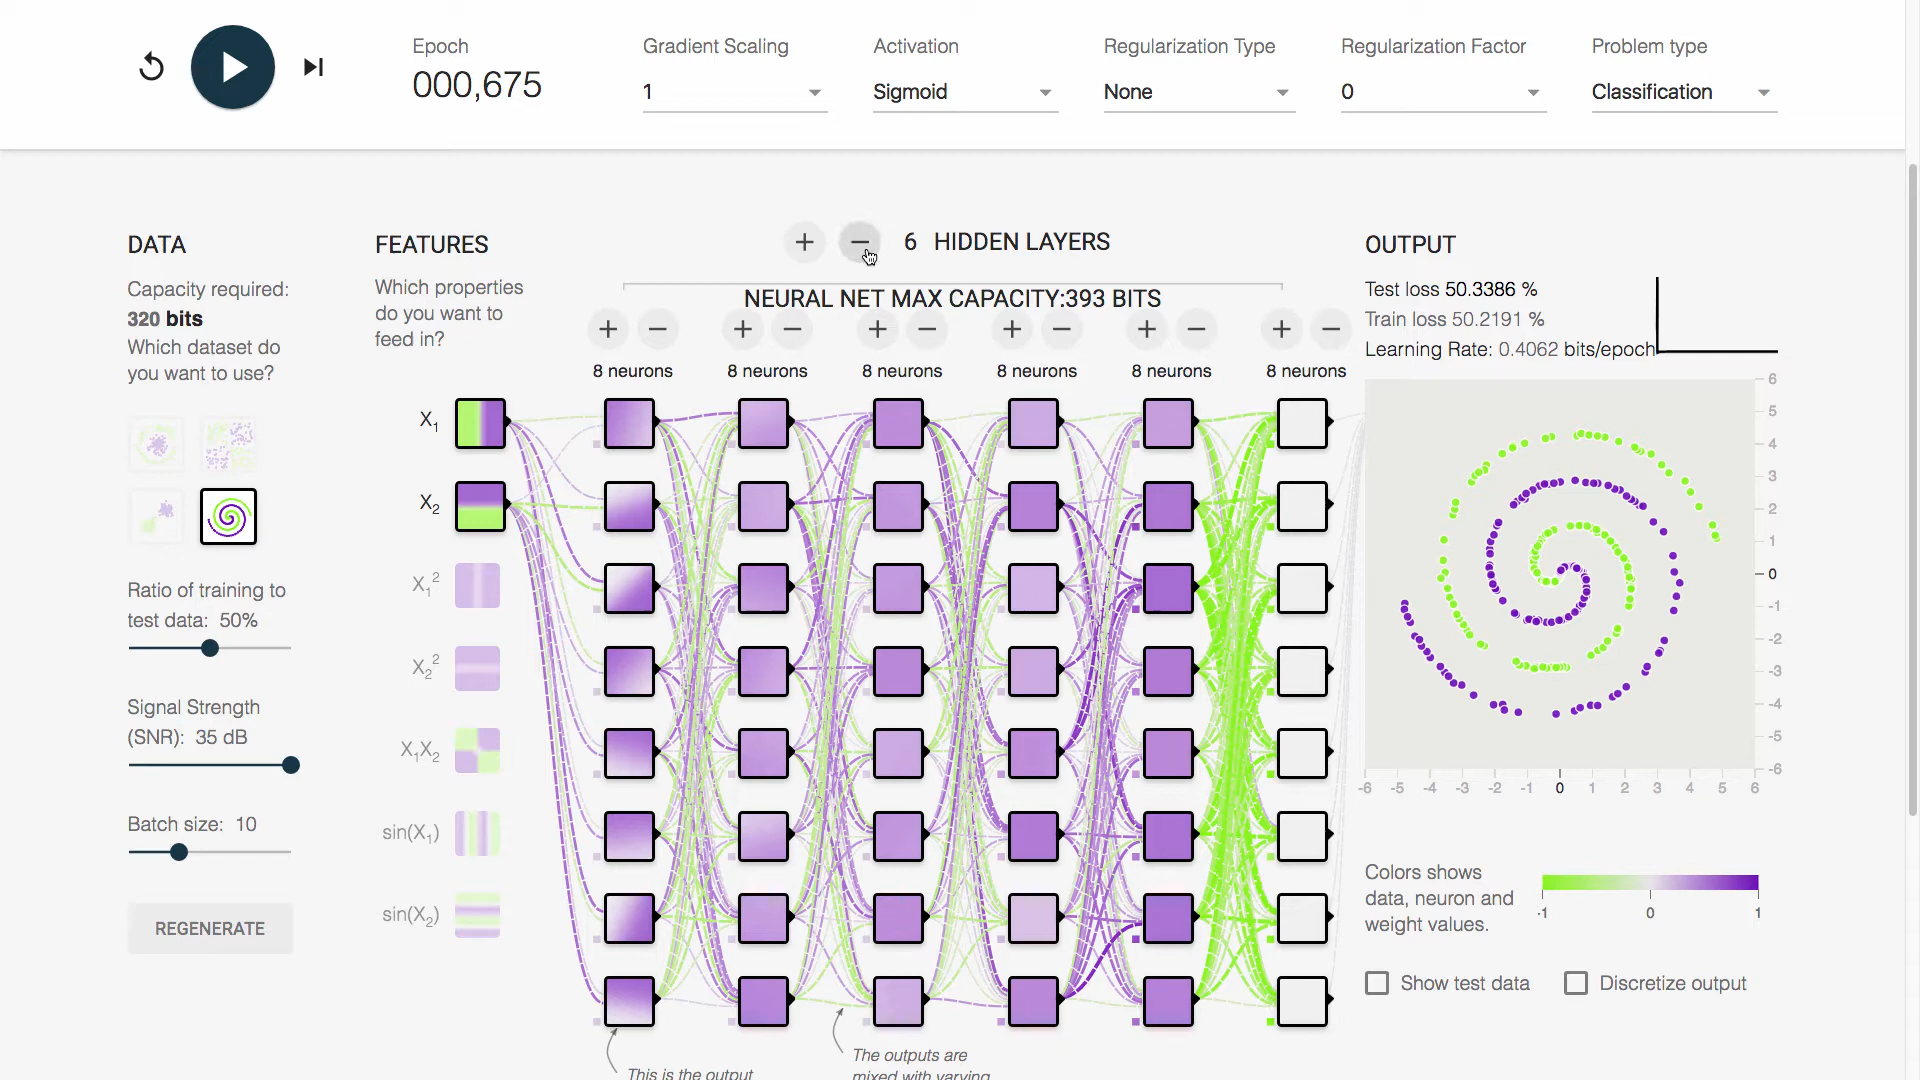 Epoch
000,675
Gradient Scaling
1
Activation
Sigmoid
Regularization Type
None
Regularization Factor
0
Problem type
Classification
DATA
Capacity required:
320 bits
Which dataset do
you want to use?
Ratio of training to
test data: 50%
Signal Strength
(SNR): 35 dB
Batch size: 10
REGENERATE
FEATURES
Which properties
do you want to
feed in?
X1
X2
X1²
X2²
X1X2
sin(X1)
sin(X2)
+ − 6 HIDDEN LAYERS
NEURAL NET MAX CAPACITY:393 BITS
+ − + − + − + − + − + −
8 neurons 8 neurons 8 neurons 8 neurons 8 neurons 8 neurons
This is the output
The outputs are
mixed with varying
OUTPUT
Test loss 50.3386 %
Train loss 50.2191 %
Learning Rate: 0.4062 bits/epoch
6
5
4
3
2
1
0
-1
-2
-3
-4
-5
-6
-6 -5 -4 -3 -2 -1 0 1 2 3 4 5 6
Colors shows
data, neuron and
weight values.
-1 0 1
Show test data
Discretize output